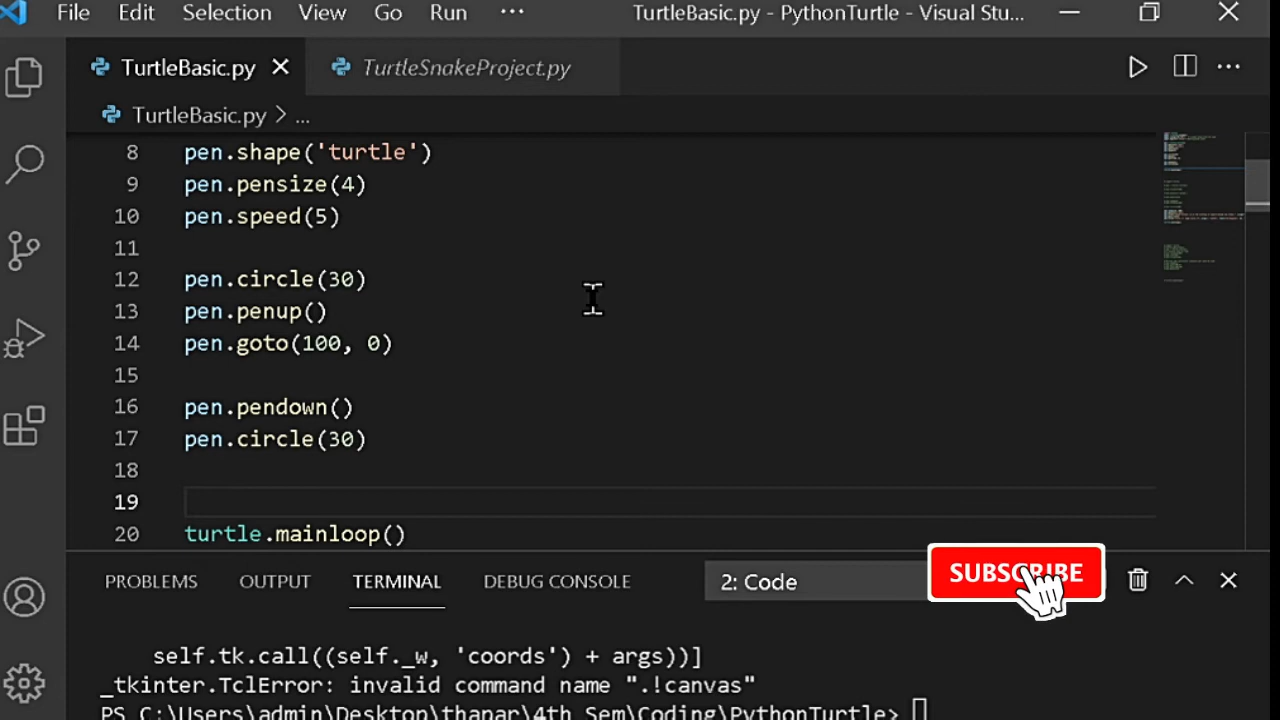 File Edit Selection View Go Run ··· TurtleBasic.py - PythonTurtle - Visual Stu...
TurtleBasic.py TurtleSnakeProject.py
TurtleBasic.py > ...
8 pen.shape('turtle')
9 pen.pensize(4)
10 pen.speed(5)
11
12 pen.circle(30)
13 pen.penup()
14 pen.goto(100, 0)
15
16 pen.pendown()
17 pen.circle(30)
18
19
20 turtle.mainloop()
PROBLEMS OUTPUT TERMINAL DEBUG CONSOLE 2: Code SUBSCRIBE
self.tk.call((self._w, 'coords') + args))]
_tkinter.TclError: invalid command name ".!canvas"
PS C:\Users\admin\Desktop\thapar\4th Sem\Coding\PythonTurtle>